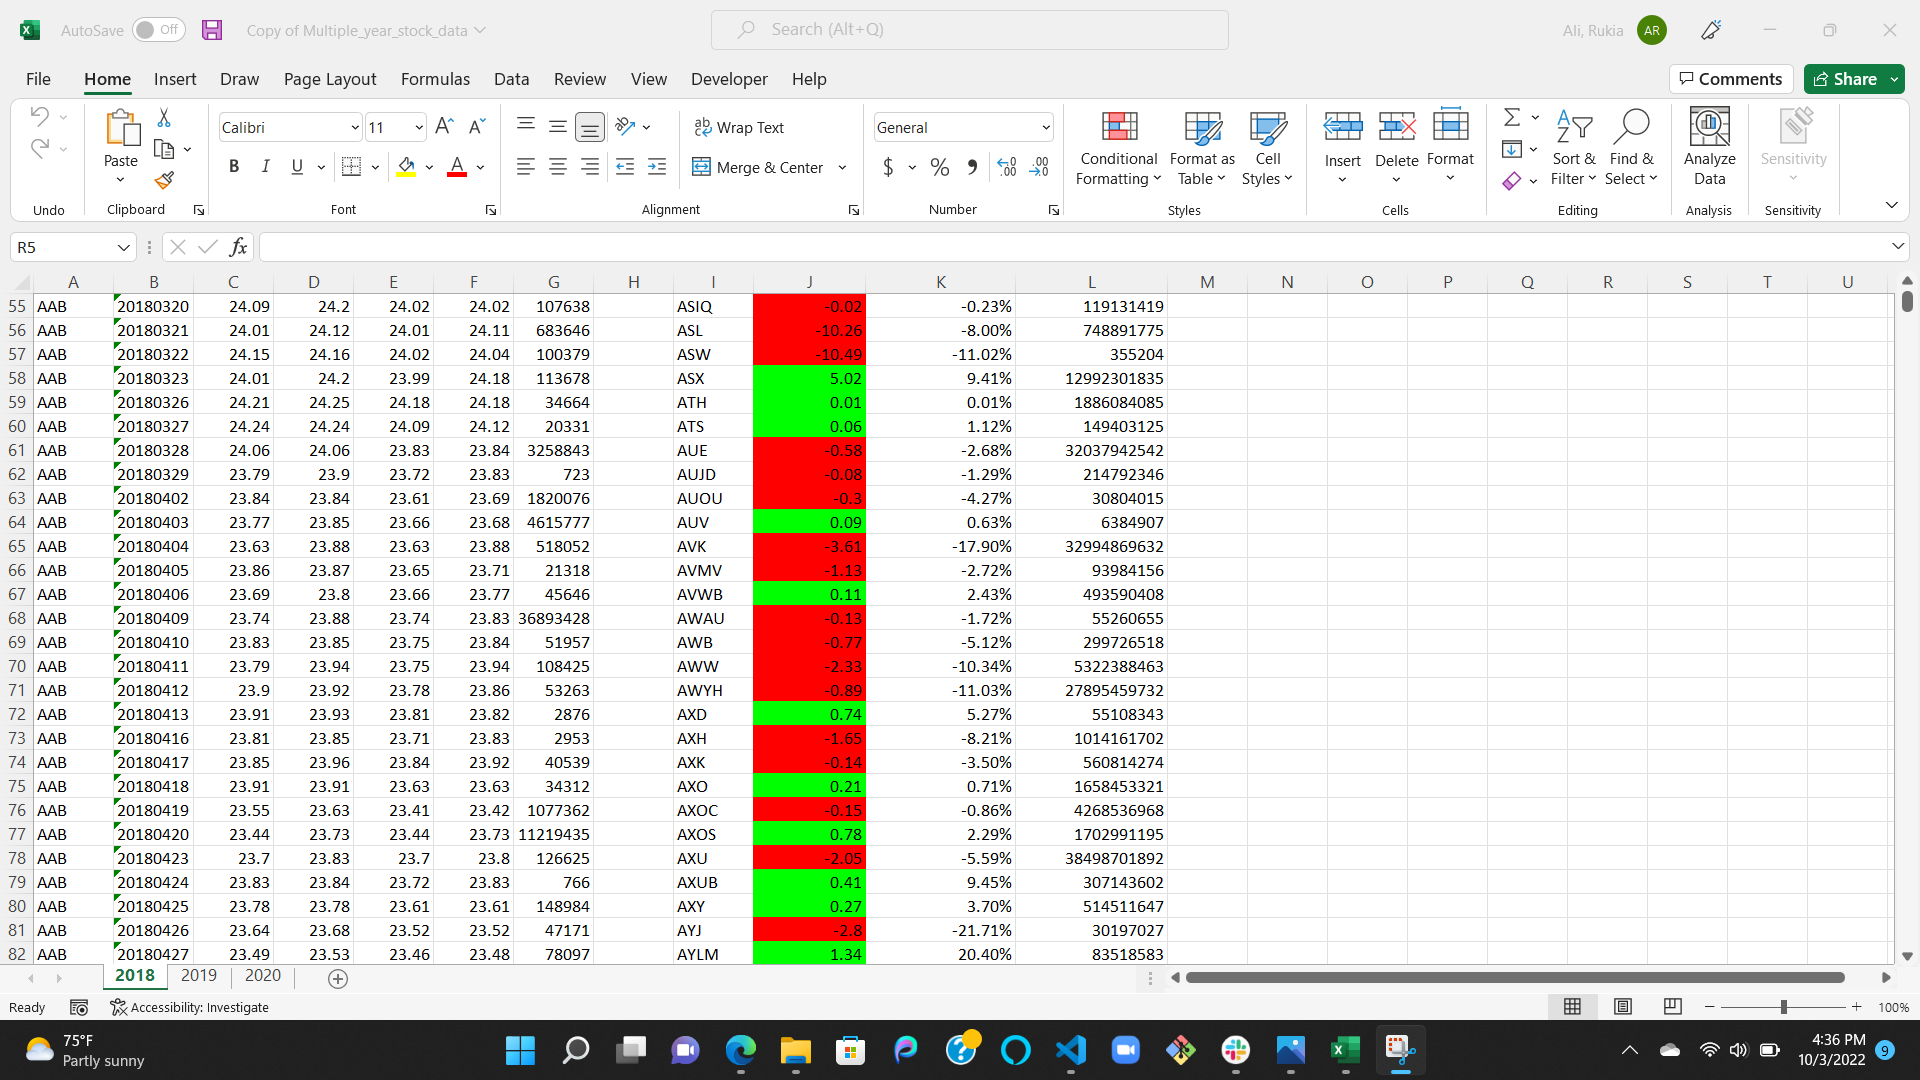 AutoSave Off Copy of Multiple_year_stock_data Search (Alt+Q) Ali, Rukia AR
File Home Insert Draw Page Layout Formulas Data Review View Developer Help Comments Share
Calibri 11 ab Wrap Text General
Paste B I U A Merge & Center $ % Conditional Formatting Format as Table Cell Styles Insert Delete Format Sort & Filter Find & Select Analyze Data Sensitivity
Undo Clipboard Font Alignment Number Styles Cells Editing Analysis Sensitivity
R5 fx
A B C D E F G H I J K L M N O P Q R S T U
55 AAB 20180320 24.09 24.2 24.02 24.02 107638 ASIQ -0.02 -0.23% 119131419
56 AAB 20180321 24.01 24.12 24.01 24.11 683646 ASL -10.26 -8.00% 748891775
57 AAB 20180322 24.15 24.16 24.02 24.04 100379 ASW -10.49 -11.02% 355204
58 AAB 20180323 24.01 24.2 23.99 24.18 113678 ASX 5.02 9.41% 12992301835
59 AAB 20180326 24.21 24.25 24.18 24.18 34664 ATH 0.01 0.01% 1886084085
60 AAB 20180327 24.24 24.24 24.09 24.12 20331 ATS 0.06 1.12% 149403125
61 AAB 20180328 24.06 24.06 23.83 23.84 3258843 AUE -0.58 -2.68% 32037942542
62 AAB 20180329 23.79 23.9 23.72 23.83 723 AUJD -0.08 -1.29% 214792346
63 AAB 20180402 23.84 23.84 23.61 23.69 1820076 AUOU -0.3 -4.27% 30804015
64 AAB 20180403 23.77 23.85 23.66 23.68 4615777 AUV 0.09 0.63% 6384907
65 AAB 20180404 23.63 23.88 23.63 23.88 518052 AVK -3.61 -17.90% 32994869632
66 AAB 20180405 23.86 23.87 23.65 23.71 21318 AVMV -1.13 -2.72% 93984156
67 AAB 20180406 23.69 23.8 23.66 23.77 45646 AVWB 0.11 2.43% 493590408
68 AAB 20180409 23.74 23.88 23.74 23.83 36893428 AWAU -0.13 -1.72% 55260655
69 AAB 20180410 23.83 23.85 23.75 23.84 51957 AWB -0.77 -5.12% 299726518
70 AAB 20180411 23.79 23.94 23.75 23.94 108425 AWW -2.33 -10.34% 5322388463
71 AAB 20180412 23.9 23.92 23.78 23.86 53263 AWYH -0.89 -11.03% 27895459732
72 AAB 20180413 23.91 23.93 23.81 23.82 2876 AXD 0.74 5.27% 55108343
73 AAB 20180416 23.81 23.85 23.71 23.83 2953 AXH -1.65 -8.21% 1014161702
74 AAB 20180417 23.85 23.96 23.84 23.92 40539 AXK -0.14 -3.50% 560814274
75 AAB 20180418 23.91 23.91 23.63 23.63 34312 AXO 0.21 0.71% 1658453321
76 AAB 20180419 23.55 23.63 23.41 23.42 1077362 AXOC -0.15 -0.86% 4268536968
77 AAB 20180420 23.44 23.73 23.44 23.73 11219435 AXOS 0.78 2.29% 1702991195
78 AAB 20180423 23.7 23.83 23.7 23.8 126625 AXU -2.05 -5.59% 38498701892
79 AAB 20180424 23.83 23.84 23.72 23.83 766 AXUB 0.41 9.45% 307143602
80 AAB 20180425 23.78 23.78 23.61 23.61 148984 AXY 0.27 3.70% 514511647
81 AAB 20180426 23.64 23.68 23.52 23.52 47171 AYJ -2.8 -21.71% 30197027
82 AAB 20180427 23.49 23.53 23.46 23.48 78097 AYLM 1.34 20.40% 83518583
2018 2019 2020
Ready Accessibility: Investigate 100%
75°F
Partly sunny
4:36 PM
10/3/2022 9